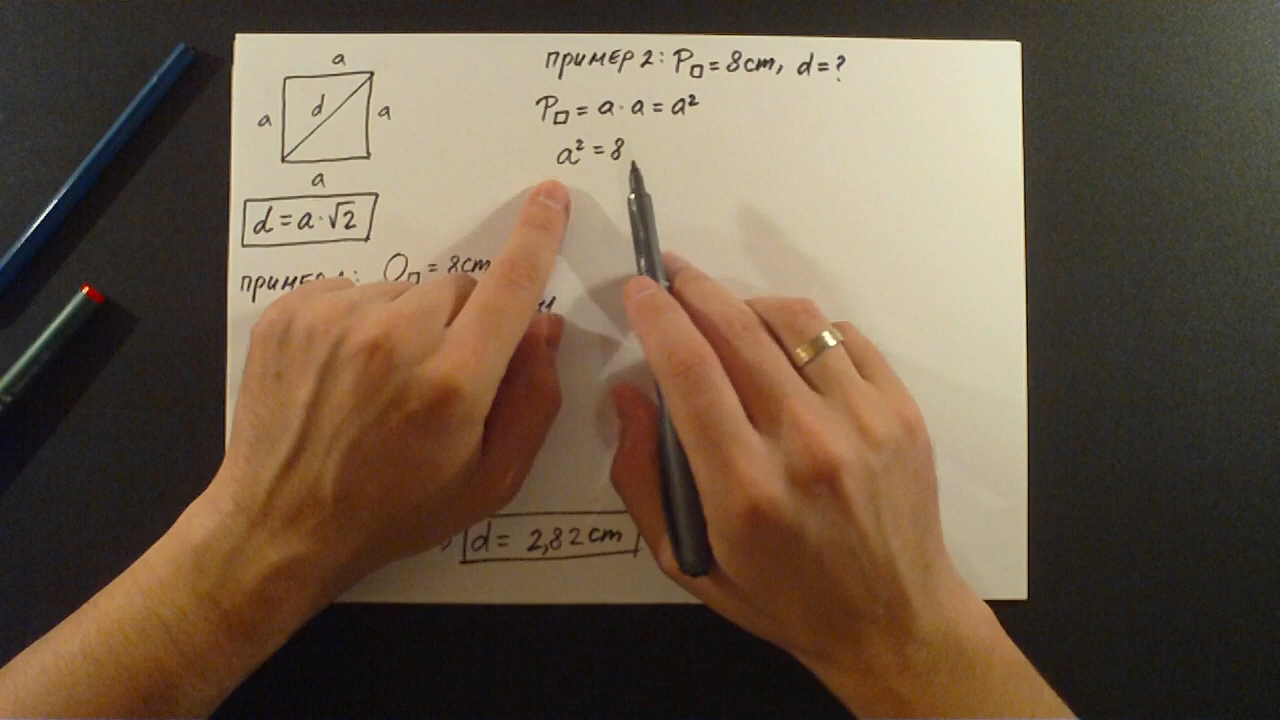 a
a d a
a
d = a · √2
пример 1: O□ = 8cm
d = 2,82 cm
пример 2: P□ = 8cm, d = ?
P□ = a · a = a²
a² = 8